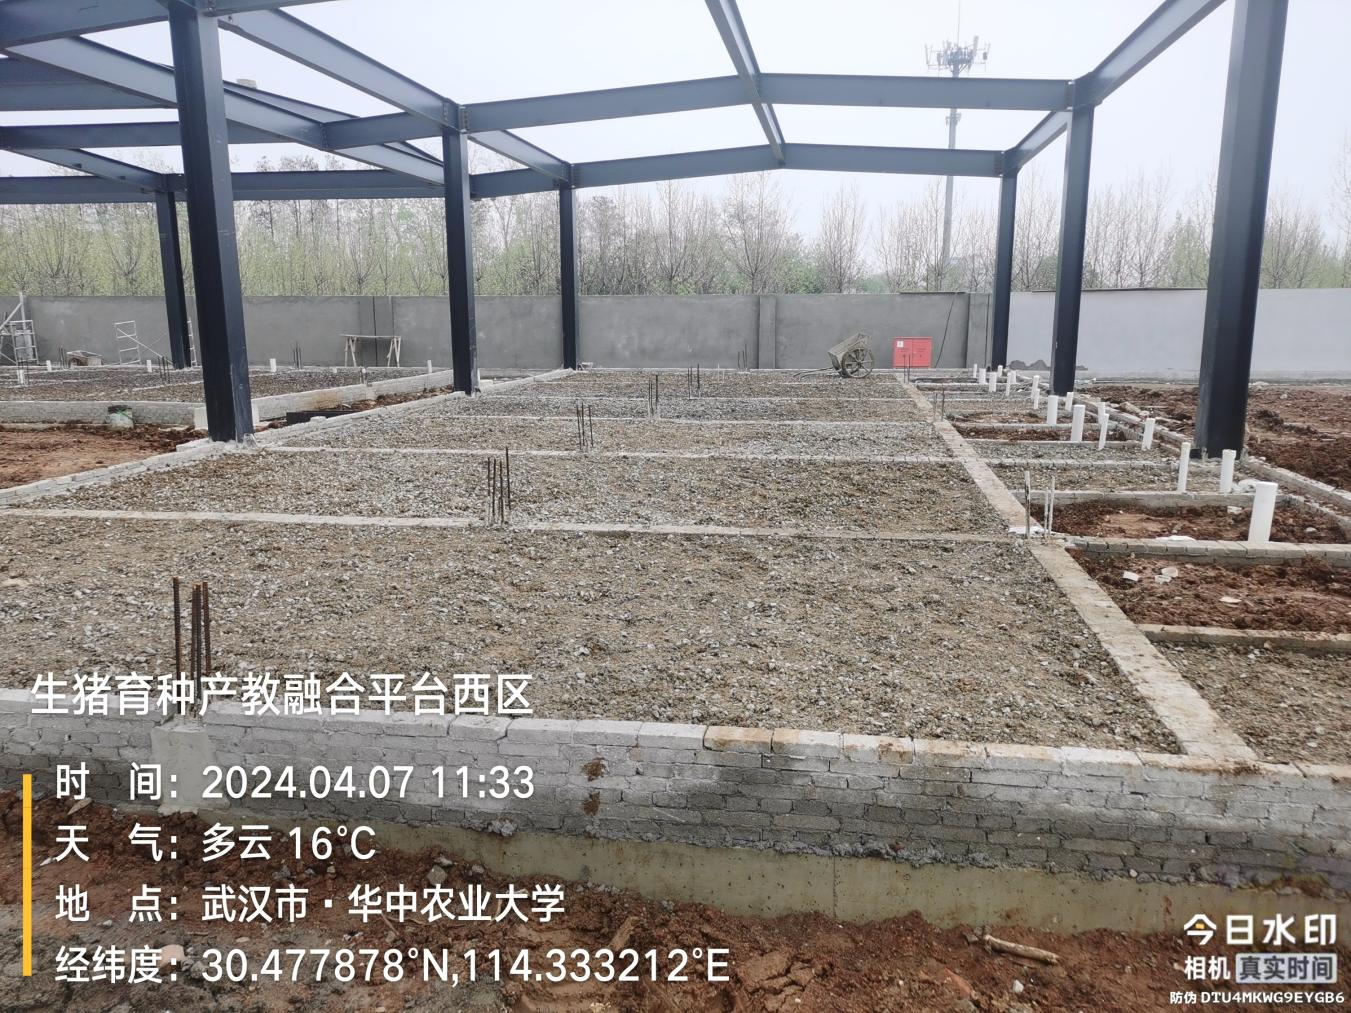 生猪育种产教融合平台西区
时 间：2024.04.07 11:33
天 气：多云 16℃
地 点：武汉市·华中农业大学
经纬度：30.477878°N,114.333212°E
今日水印
相机 真实时间
防伪 DTU4MKWG9EYGB6